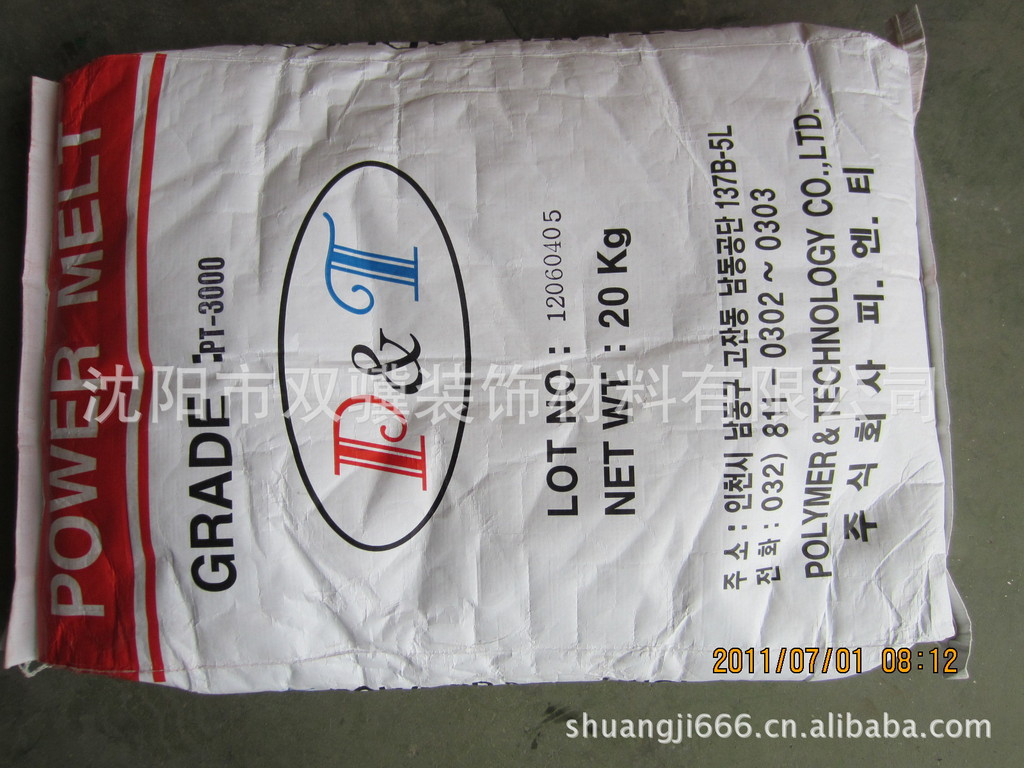 POWER MELT
GRADE : PT-3000
P&T
LOT NO : 12060405
NET WT : 20 Kg
주 소 : 인천시 남동구 고잔동 남동공단 137B-5L
전 화 : 032) 811-0302 ~ 0303
POLYMER & TECHNOLOGY CO.,LTD.
주 식 회 사 피. 엔. 티
沈阳市双骥装饰材料有限公司
2011/07/01 08:12
shuangji666.cn.alibaba.com